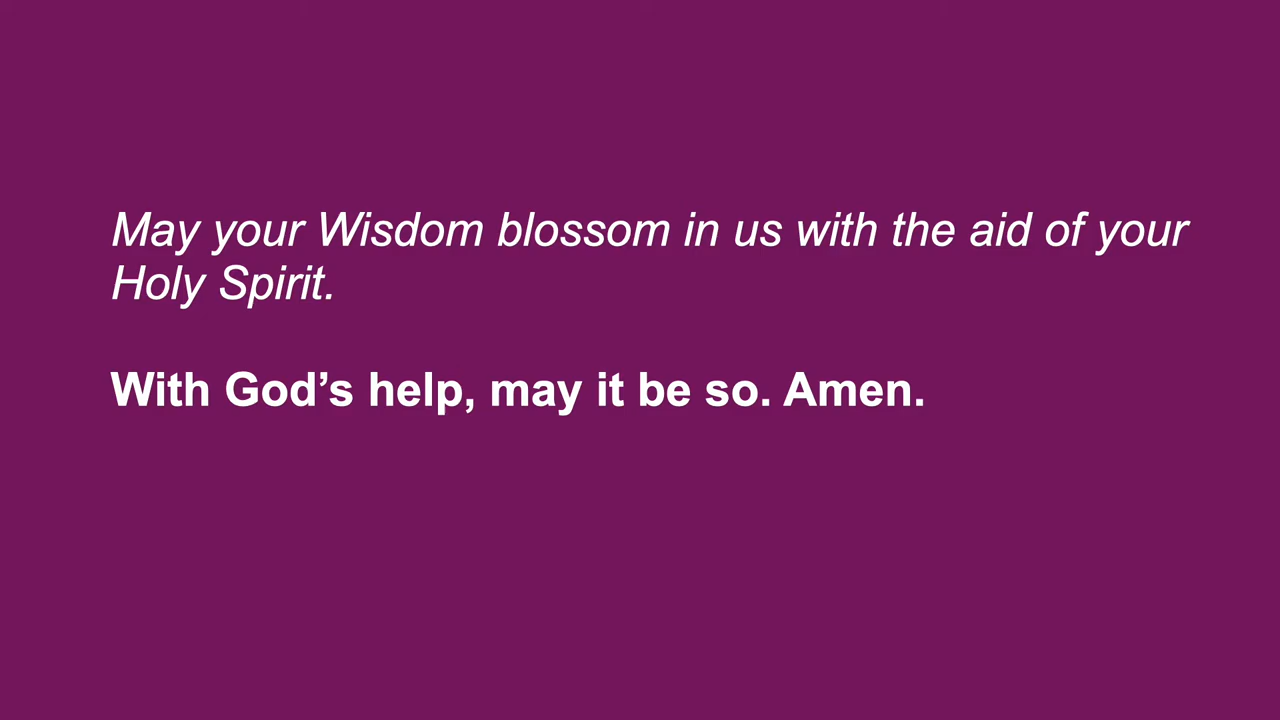 May your Wisdom blossom in us with the aid of your
Holy Spirit.
With God’s help, may it be so. Amen.